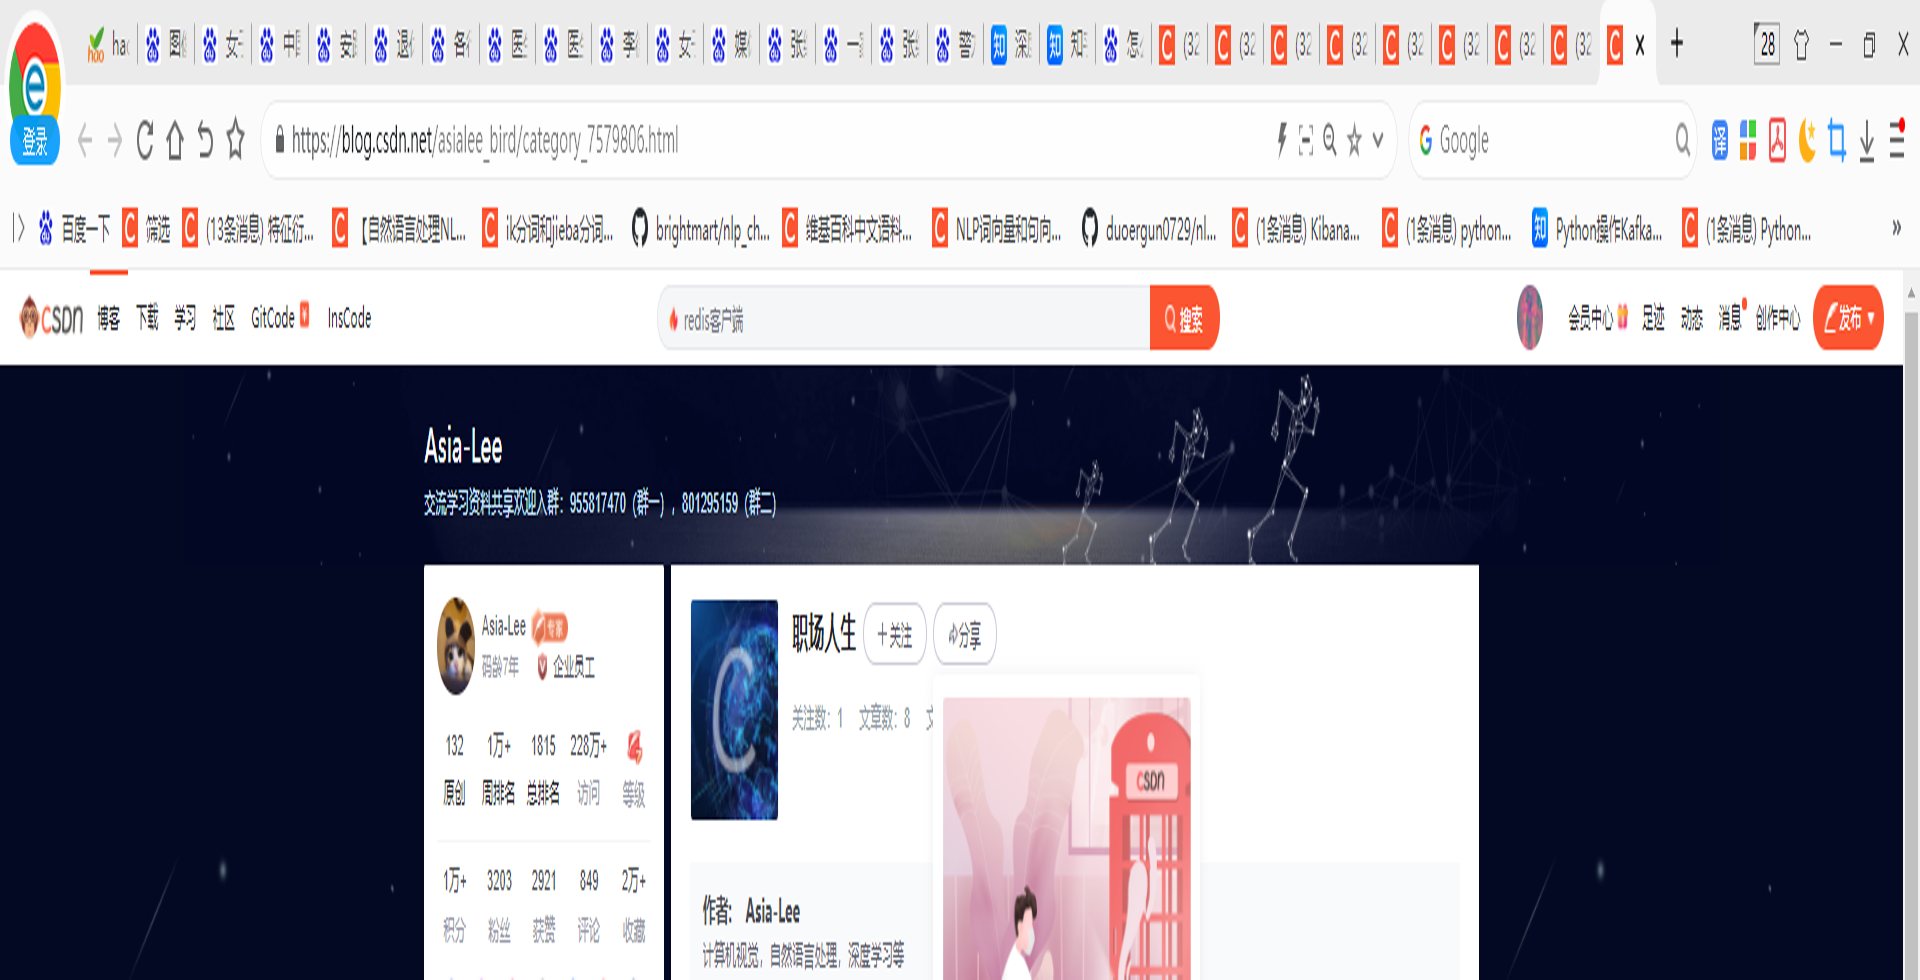 hao 图 女 中 安 退 各 医 医 李 女 媒 张 一 张 警 知 深 知 知 怎 (32 (32 (32 (32 (32 (32 (32 (32 28
登录 https://blog.csdn.net/asialee_bird/category_7579806.html Google 译
百度一下 筛选 (13条消息) 特征衍... 【自然语言处理NL... ik分词和jieba分词... brightmart/nlp_ch... 维基百科中文语料... NLP词向量和句向... duoergun0729/nl... (1条消息) Kibana... (1条消息) python... 知 Python操作Kafka... (1条消息) Python... »
CSDN 博客 下载 学习 社区 GitCode InsCode redis客户端 搜索 会员中心 足迹 动态 消息 创作中心 发布
Asia-Lee
交流学习资料共享欢迎入群：955817470（群一），801295159（群二）
Asia-Lee 专家
码龄7年 企业员工
132 1万+ 1815 228万+
原创 周排名 总排名 访问 等级
1万+ 3203 2921 849 2万+
积分 粉丝 获赞 评论 收藏
职场人生 +关注 分享
关注数：1 文章数：8 文
CSDN
作者： Asia-Lee
计算机视觉，自然语言处理，深度学习等